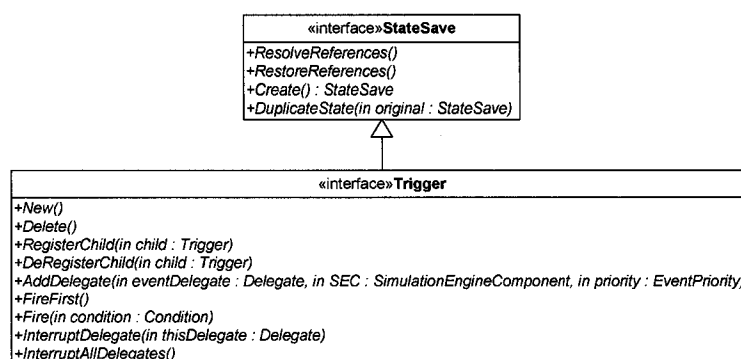 «interface»StateSave
+ResolveReferences()
+RestoreReferences()
+Create() : StateSave
+DuplicateState(in original : StateSave)
«interface»Trigger
+New()
+Delete()
+RegisterChild(in child : Trigger)
+DeRegisterChild(in child : Trigger)
+AddDelegate(in eventDelegate : Delegate, in SEC : SimulationEngineComponent, in priority : EventPriority)
+FireFirst()
+Fire(in condition : Condition)
+InterruptDelegate(in thisDelegate : Delegate)
+InterruptAllDelegates()